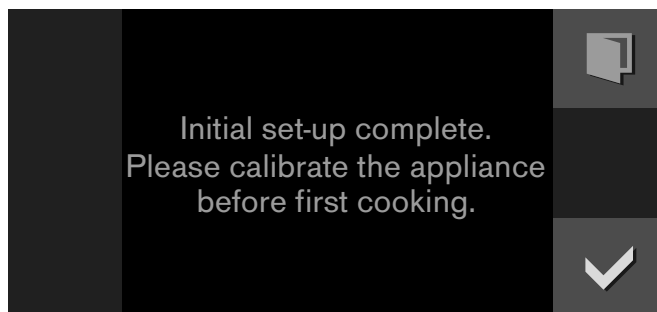 Initial set-up complete.
Please calibrate the appliance
before first cooking.